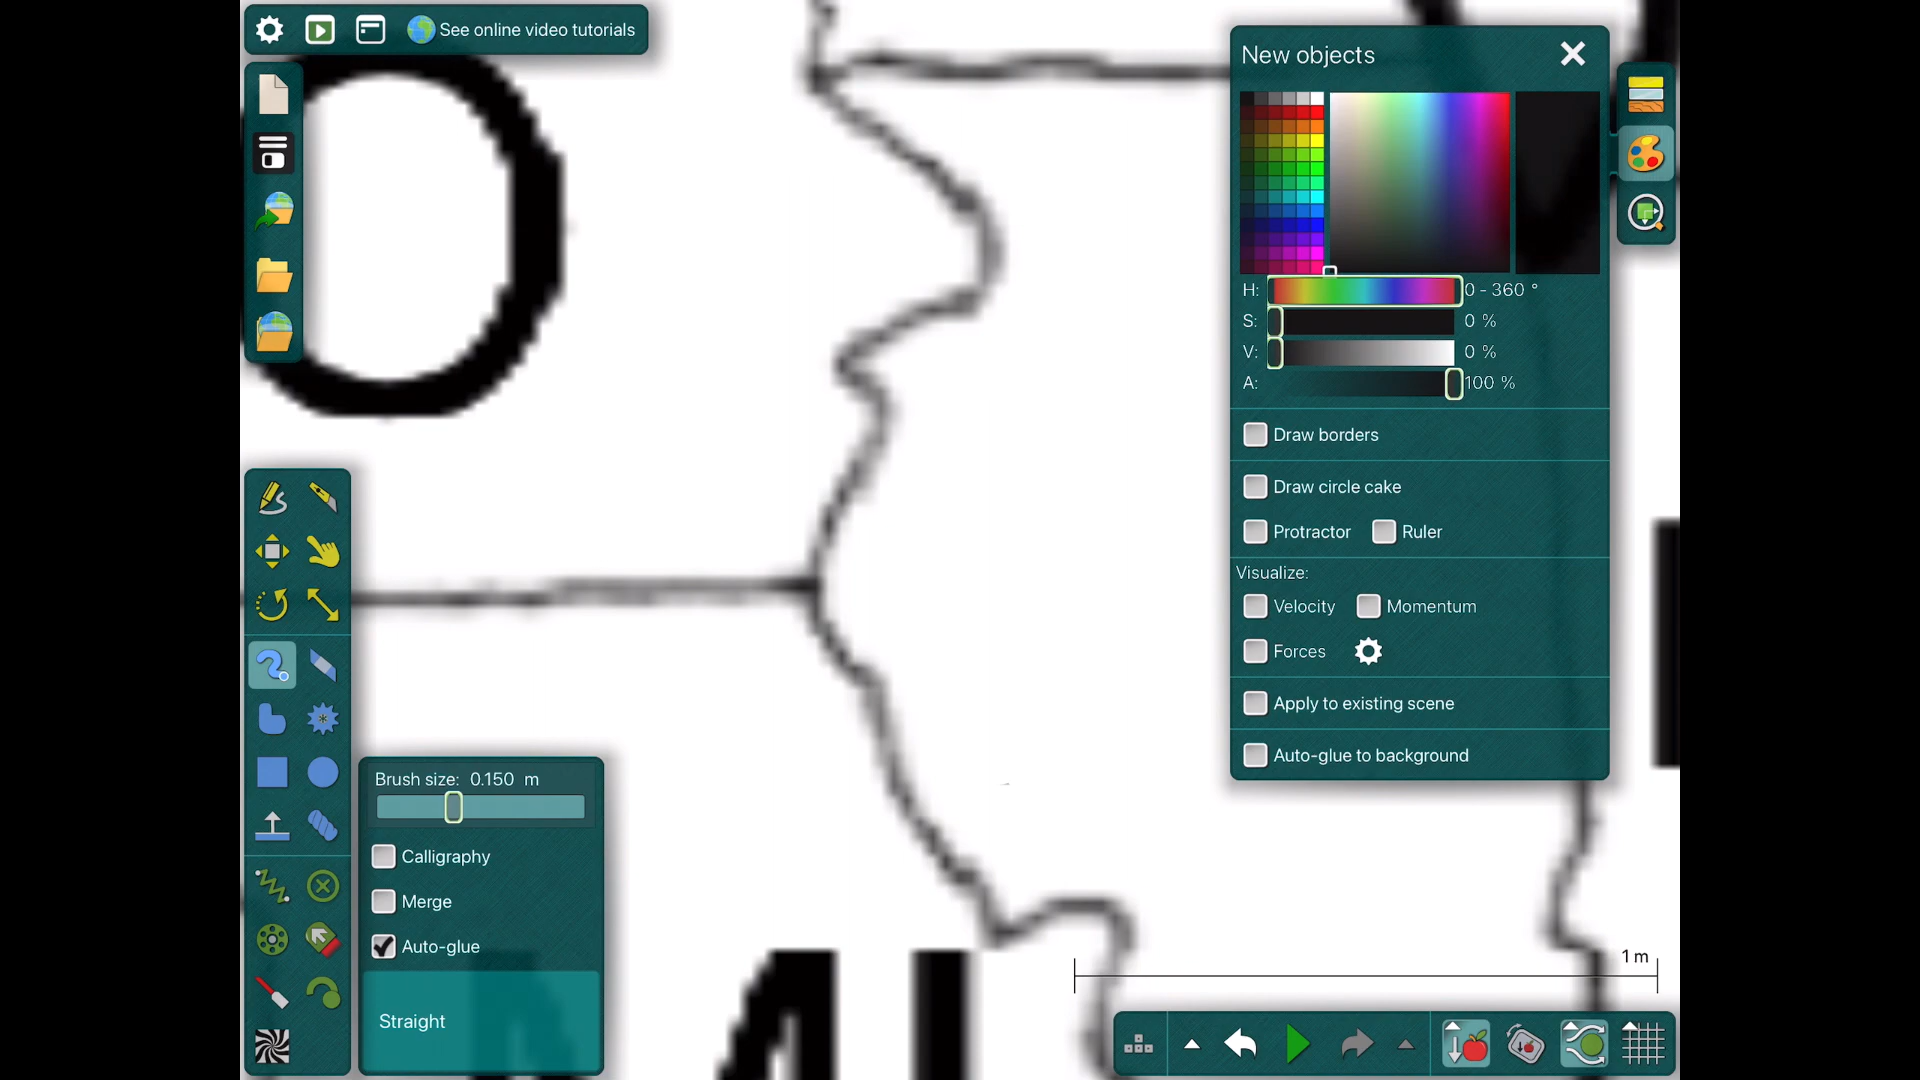 See online video tutorials
New objects
H: 0 - 360 °
S: 0 %
V: 0 %
A: 100 %
Draw borders
Draw circle cake
Protractor Ruler
Visualize:
Velocity Momentum
Forces
Apply to existing scene
Auto-glue to background
Brush size: 0.150 m
Calligraphy
Merge
Auto-glue
Straight
1 m